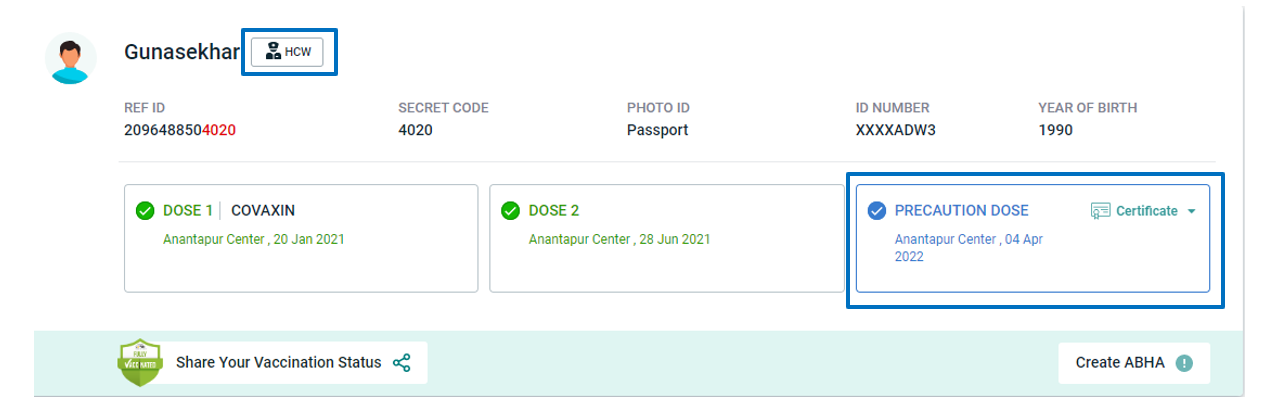 Gunasekhar HCW
REF ID SECRET CODE PHOTO ID ID NUMBER YEAR OF BIRTH
20964885​04020 4020 Passport XXXXADW3 1990
DOSE 1 COVAXIN
Anantapur Center , 20 Jan 2021
DOSE 2
Anantapur Center , 28 Jun 2021
PRECAUTION DOSE Certificate
Anantapur Center , 04 Apr
2022
FULLY
VACCINATED
Share Your Vaccination Status
Create ABHA !